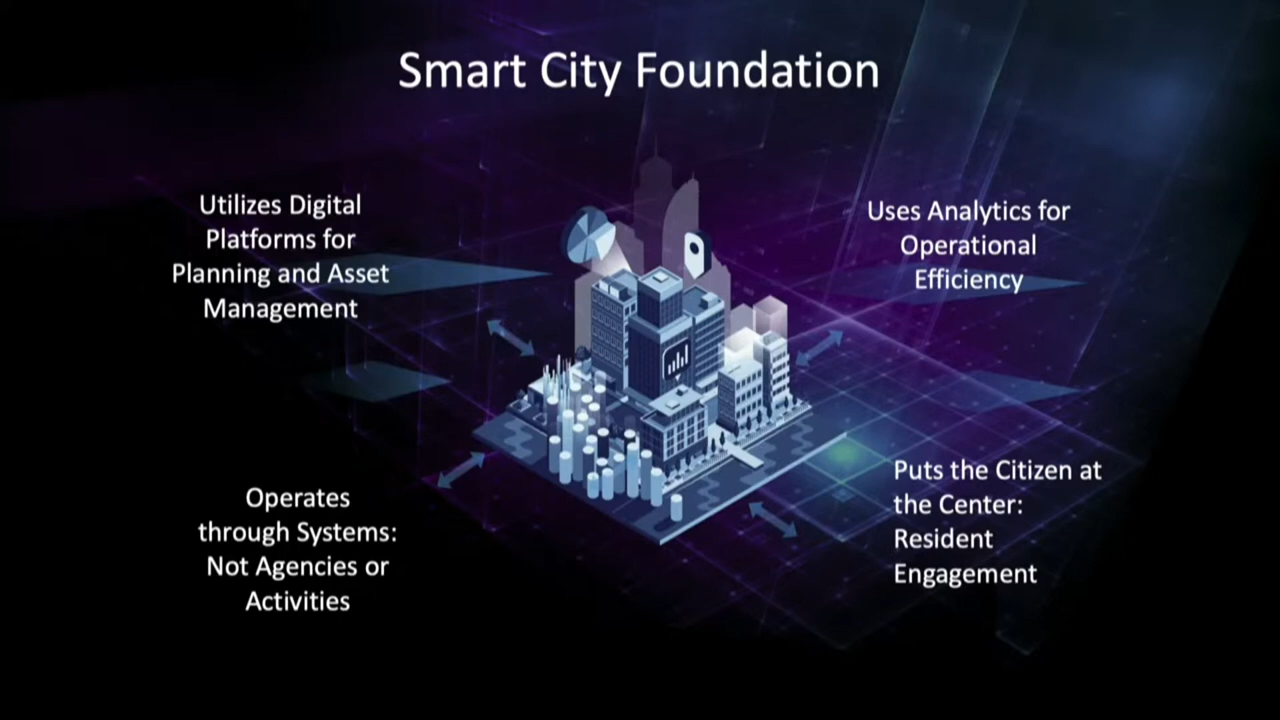 Smart City Foundation
Utilizes Digital
Platforms for
Planning and Asset
Management
Uses Analytics for
Operational
Efficiency
Operates
through Systems:
Not Agencies or
Activities
Puts the Citizen at
the Center:
Resident
Engagement